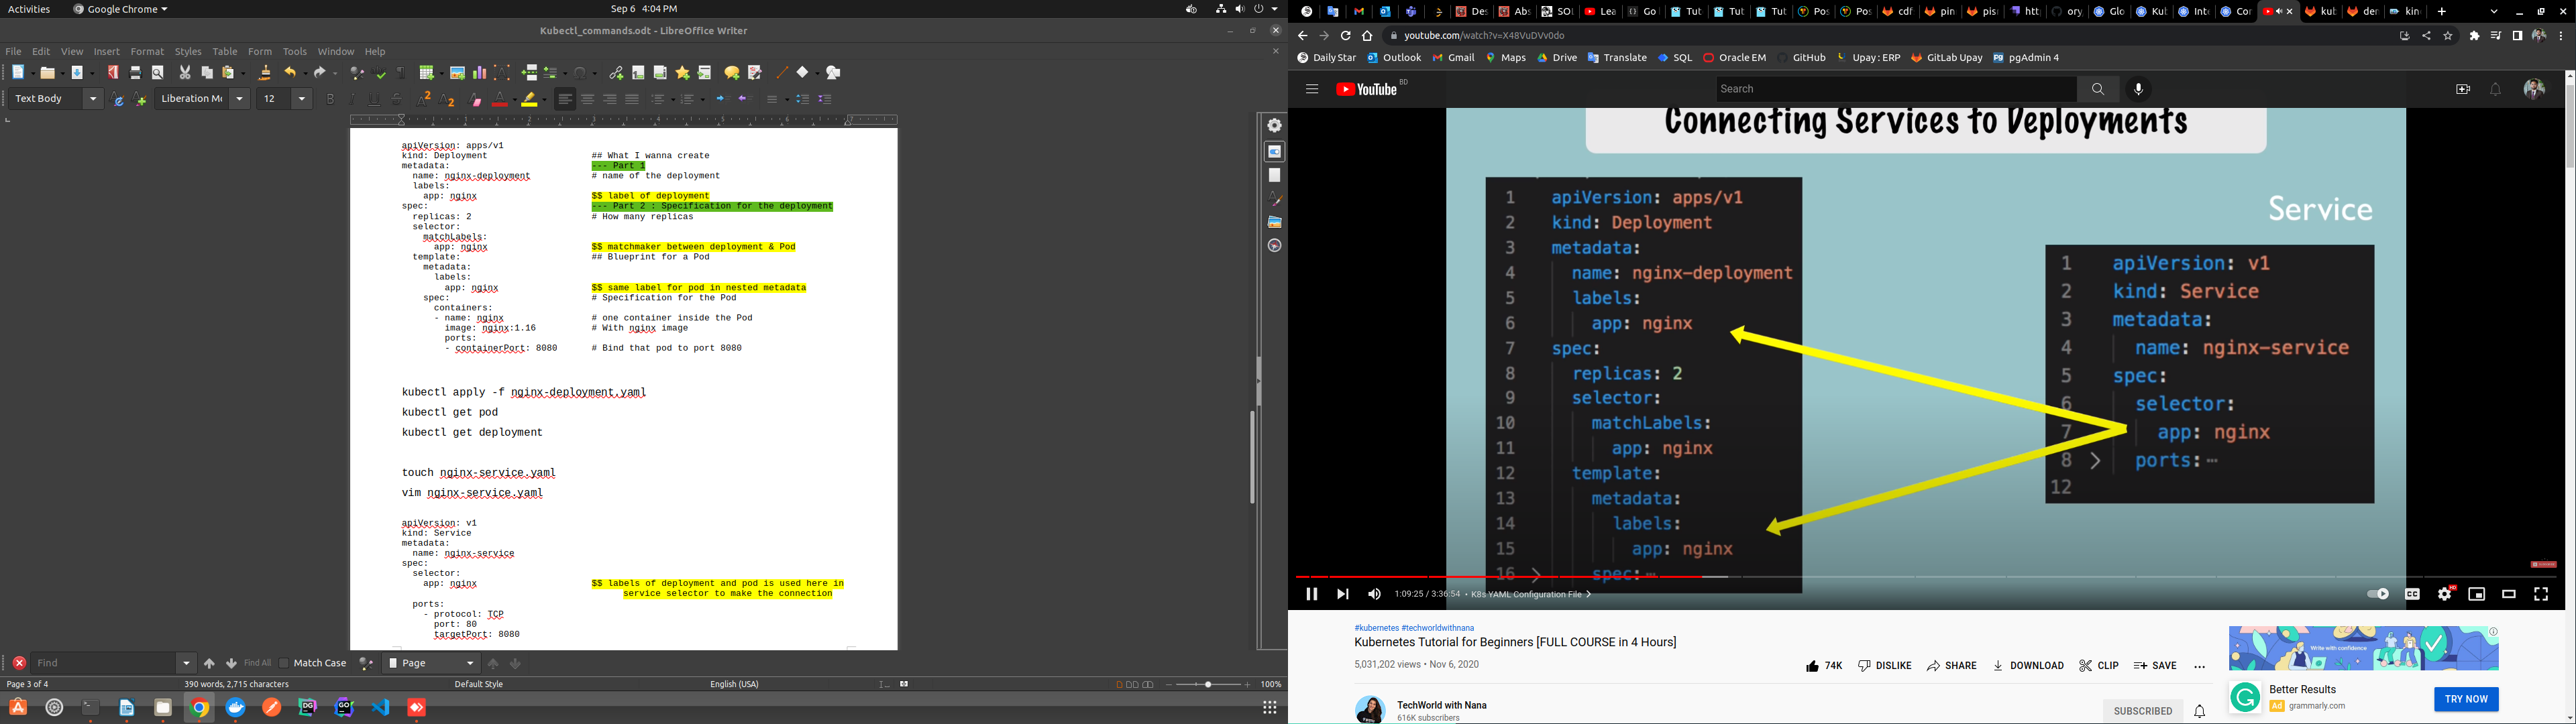 Activities
Google Chrome
Sep 6 4:04 PM
Kubectl_commands.odt - LibreOffice Writer
File Edit View Insert Format Styles Table Form Tools Window Help
Text Body
12
apiVersion: apps/v1
kind: Deployment ## What I wanna create
metadata: --- Part 1
name: nginx-deployment # name of the deployment
labels:
app: nginx $$ label of deployment
spec: --- Part 2 : Specification for the deployment
replicas: 2 # How many replicas
selector:
matchLabels:
app: nginx $$ matchmaker between deployment & Pod
template: ## Blueprint for a Pod
metadata:
labels:
app: nginx $$ same label for pod in nested metadata
spec: # Specification for the Pod
containers:
- name: nginx # one container inside the Pod
image: nginx:1.16 # With nginx image
ports:
- containerPort: 8080 # Bind that pod to port 8080
kubectl apply -f nginx-deployment.yaml
kubectl get pod
kubectl get deployment
touch nginx-service.yaml
vim nginx-service.yaml
apiVersion: v1
kind: Service
metadata:
name: nginx-service
spec:
selector:
app: nginx $$ labels of deployment and pod is used here in
service selector to make the connection
ports:
- protocol: TCP
port: 80
targetPort: 8080
Find
Find All
Match Case
Page
Page 3 of 4
390 words, 2,715 characters
Default Style
English (USA)
100%
youtube.com/watch?v=X48VuDVv0do
Daily Star Outlook Gmail Maps Drive Translate SQL Oracle EM GitHub Upay : ERP GitLab Upay pgAdmin 4
YouTube BD
Search
Connecting Services to Deployments
1 apiVersion: apps/v1
2 kind: Deployment
3 metadata:
4 name: nginx-deployment
5 labels:
6 app: nginx
7 spec:
8 replicas: 2
9 selector:
10 matchLabels:
11 app: nginx
12 template:
13 metadata:
14 labels:
15 app: nginx
16 spec:
Service
1 apiVersion: v1
2 kind: Service
3 metadata:
4 name: nginx-service
5 spec:
6 selector:
7 app: nginx
8 ports:
12
1:09:25 / 3:36:54 • K8s YAML Configuration File
#kubernetes #techworldwithnana
Kubernetes Tutorial for Beginners [FULL COURSE in 4 Hours]
5,031,202 views • Nov 6, 2020
74K DISLIKE SHARE DOWNLOAD CLIP SAVE
TechWorld with Nana
616K subscribers
SUBSCRIBED
Write with confidence
Better Results
Ad grammarly.com
TRY NOW